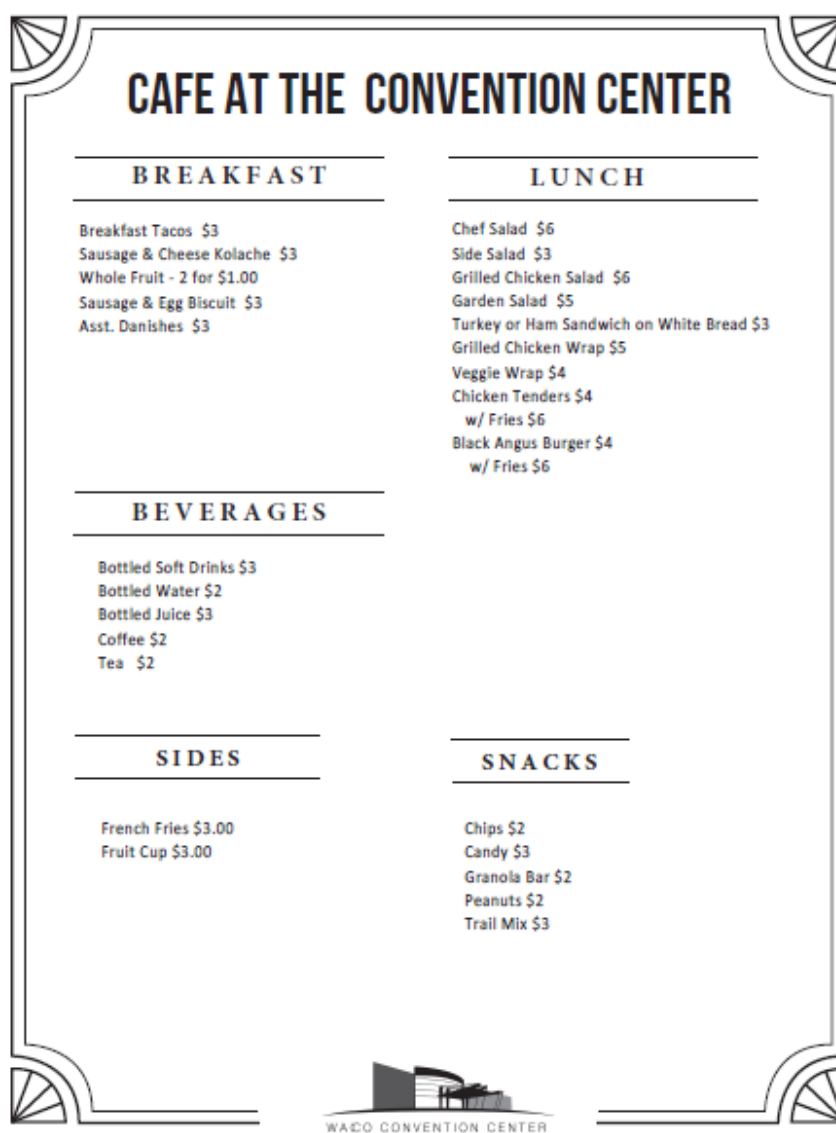 CAFE AT THE CONVENTION CENTER
BREAKFAST
Breakfast Tacos $3
Sausage & Cheese Kolache $3
Whole Fruit - 2 for $1.00
Sausage & Egg Biscuit $3
Asst. Danishes $3
LUNCH
Chef Salad $6
Side Salad $3
Grilled Chicken Salad $6
Garden Salad $5
Turkey or Ham Sandwich on White Bread $3
Grilled Chicken Wrap $5
Veggie Wrap $4
Chicken Tenders $4
w/ Fries $6
Black Angus Burger $4
w/ Fries $6
BEVERAGES
Bottled Soft Drinks $3
Bottled Water $2
Bottled Juice $3
Coffee $2
Tea $2
SIDES
French Fries $3.00
Fruit Cup $3.00
SNACKS
Chips $2
Candy $3
Granola Bar $2
Peanuts $2
Trail Mix $3
WACO CONVENTION CENTER